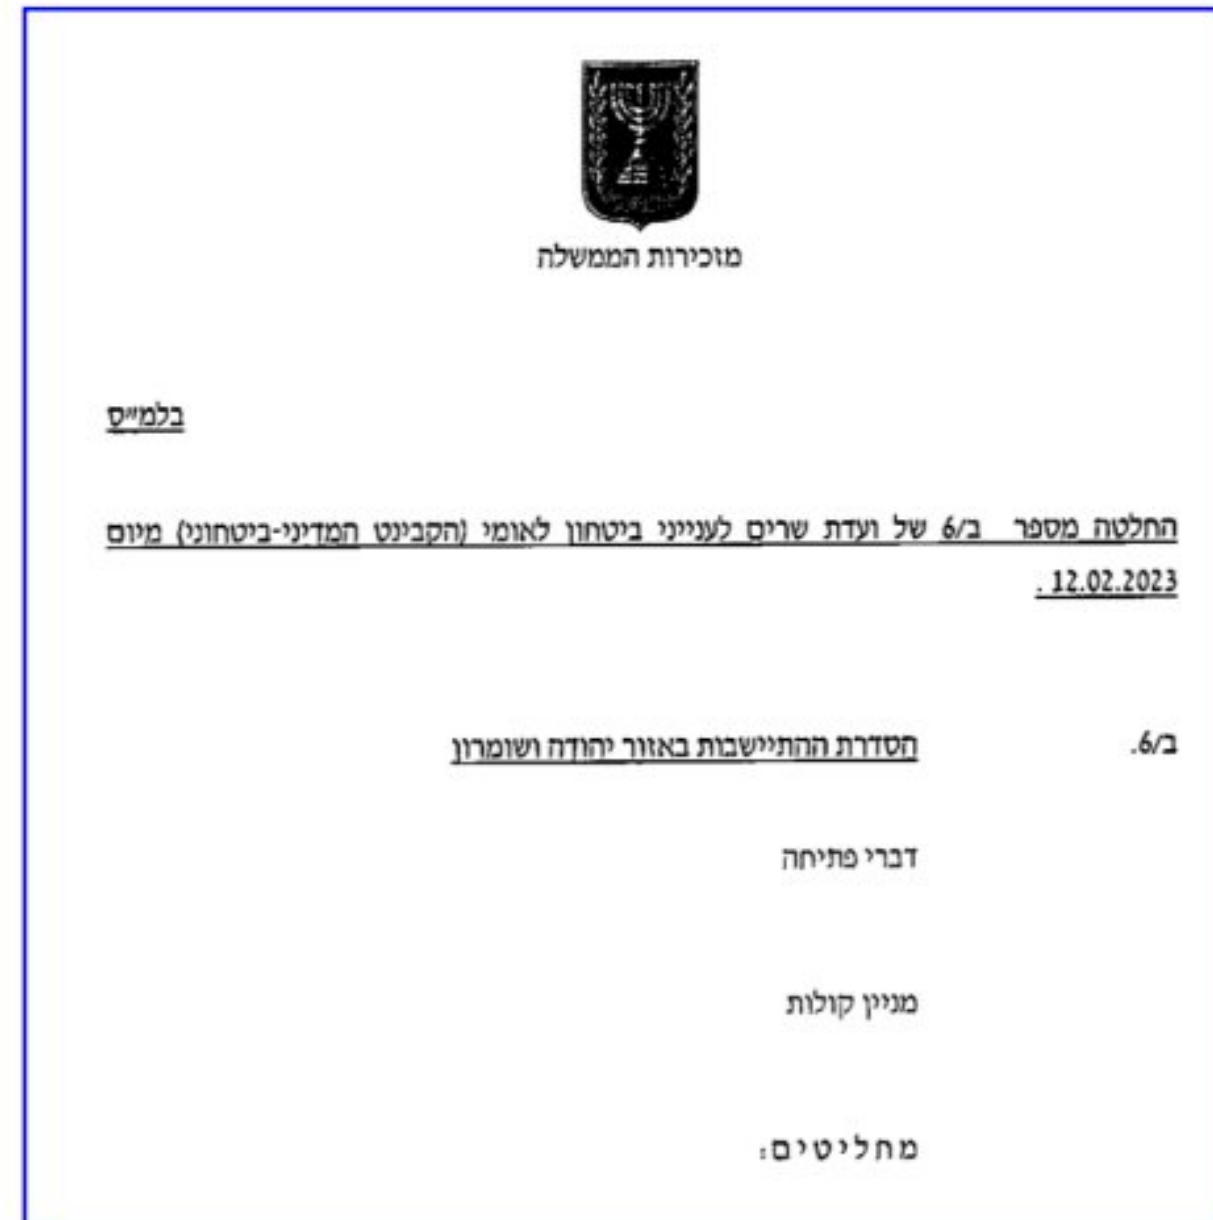 מזכירות הממשלה
בלמ"ס
החלטה מספר ב/6 של ועדת שרים לענייני ביטחון לאומי (הקבינט המדיני-ביטחוני) מיום
12.02.2023 .
ב/6. הסדרת ההתיישבות באזור יהודה ושומרון
דברי פתיחה
מניין קולות
מחליטים: